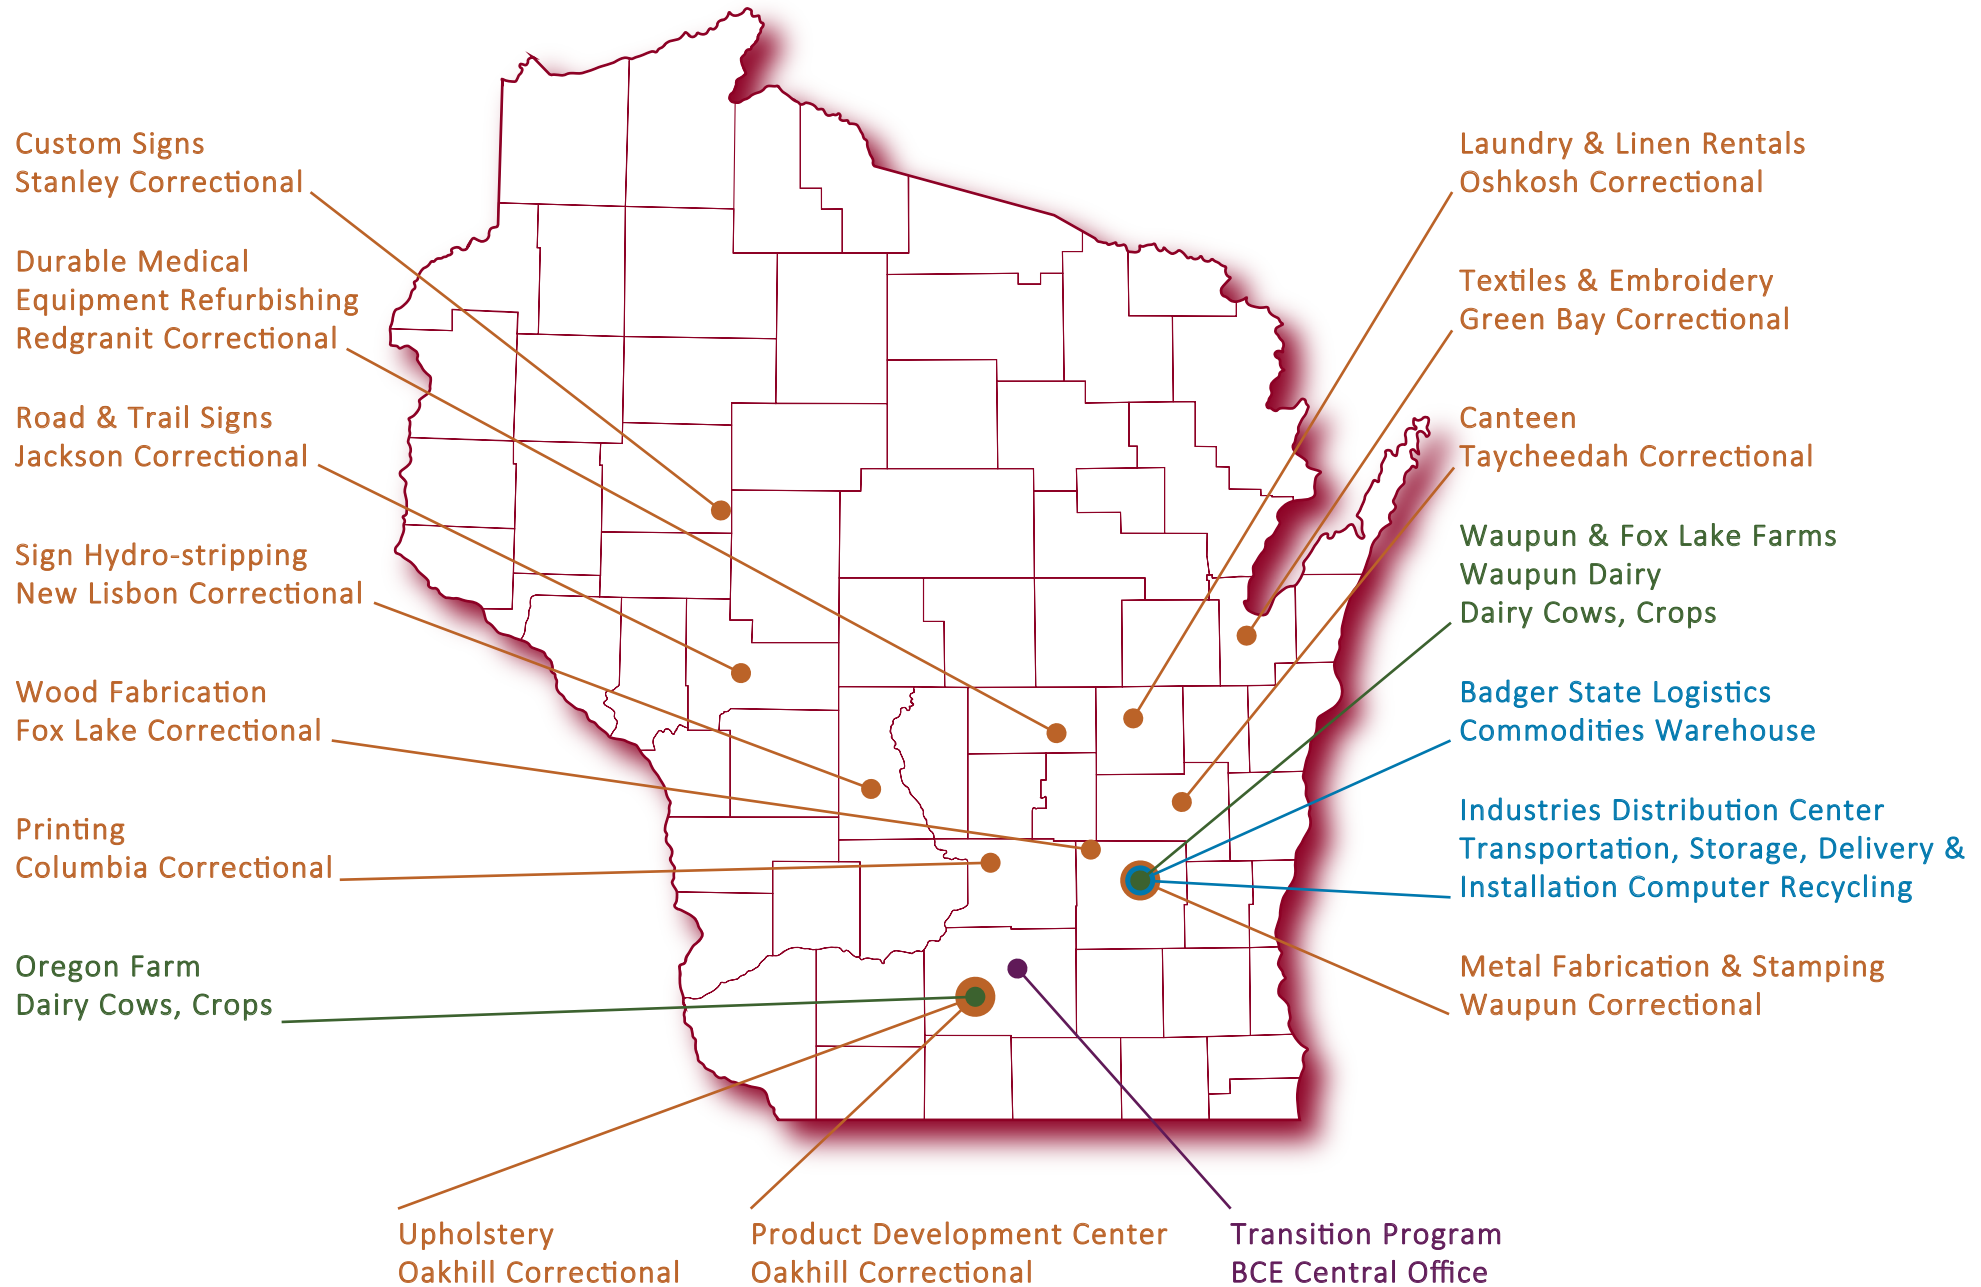 Custom Signs
Stanley Correctional
Durable Medical
Equipment Refurbishing
Redgranit Correctional
Road & Trail Signs
Jackson Correctional
Sign Hydro-stripping
New Lisbon Correctional
Wood Fabrication
Fox Lake Correctional
Printing
Columbia Correctional
Oregon Farm
Dairy Cows, Crops
Upholstery
Oakhill Correctional
Product Development Center
Oakhill Correctional
Transition Program
BCE Central Office
Laundry & Linen Rentals
Oshkosh Correctional
Textiles & Embroidery
Green Bay Correctional
Canteen
Taycheedah Correctional
Waupun & Fox Lake Farms
Waupun Dairy
Dairy Cows, Crops
Badger State Logistics
Commodities Warehouse
Industries Distribution Center
Transportation, Storage, Delivery &
Installation Computer Recycling
Metal Fabrication & Stamping
Waupun Correctional